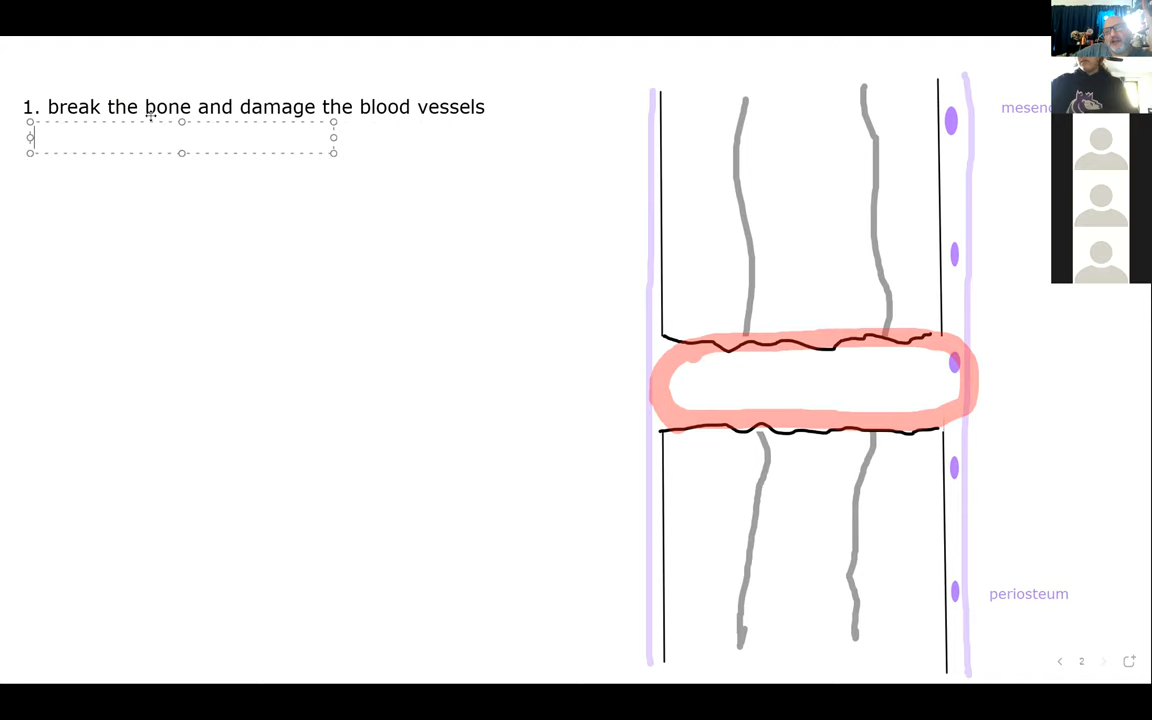 1. break the bone and damage the blood vessels
periosteum
2